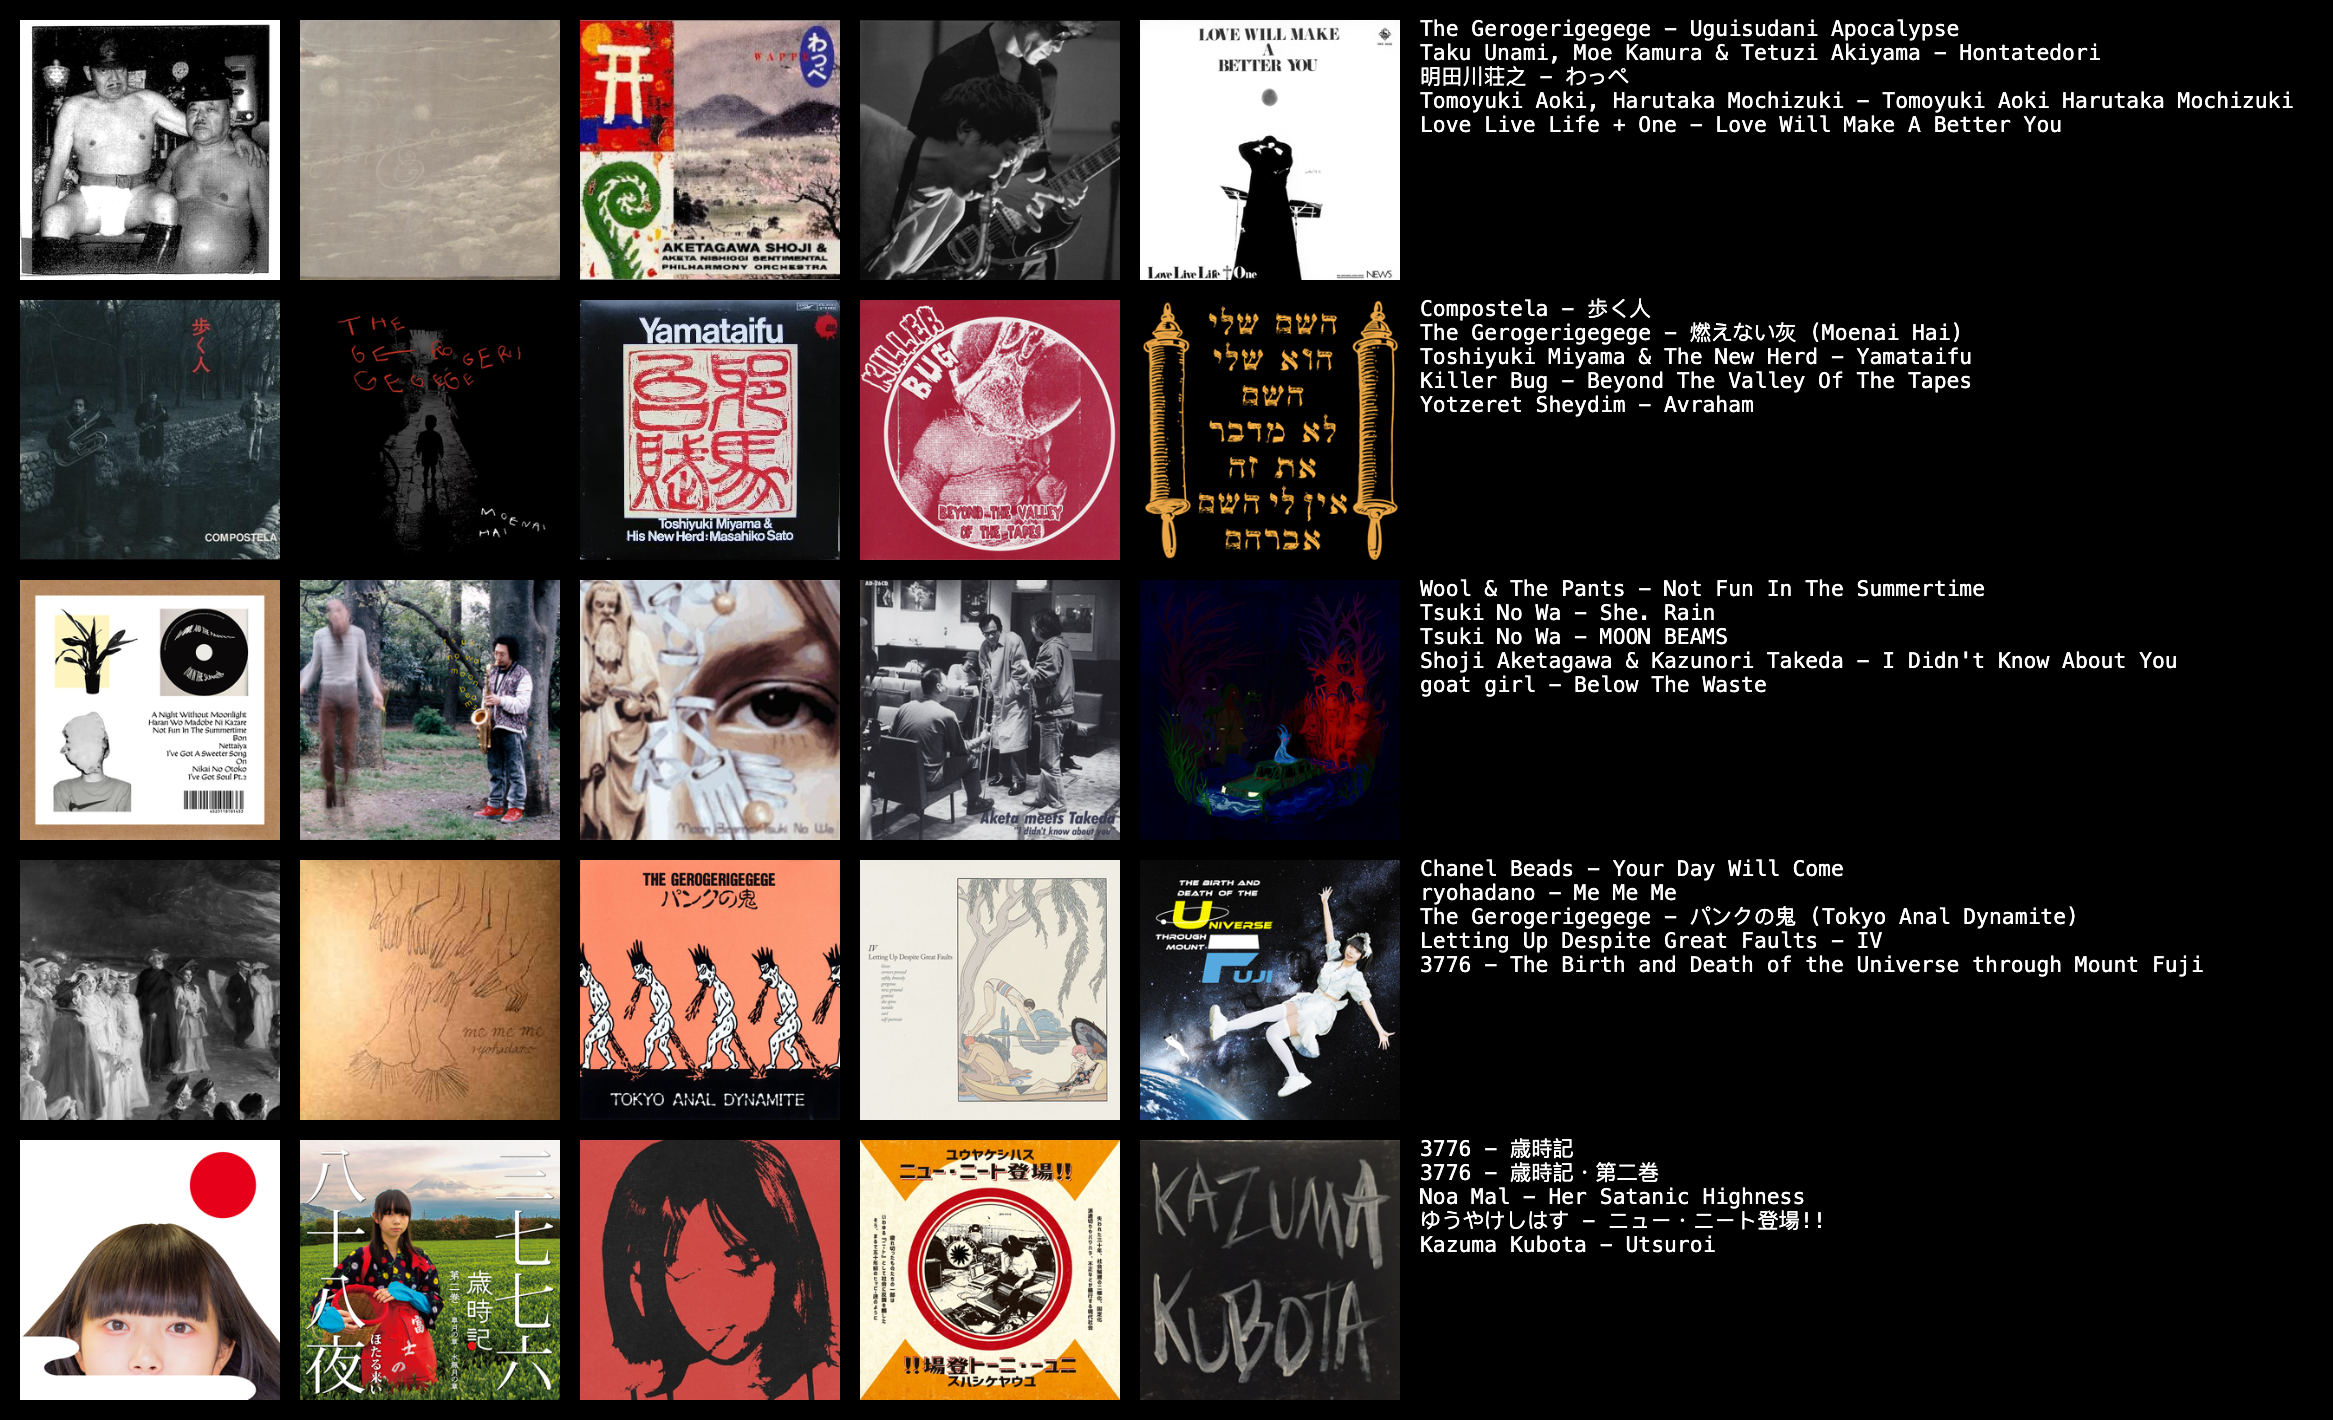 わっぺ
WAPPE
AKETAGAWA SHOJI &
AKETA NISHIOGI SENTIMENTAL
PHILHARMONY ORCHESTRA
LOVE WILL MAKE
A
BETTER YOU
Love Live Life + One
NEWS
The Gerogerigegege – Uguisudani Apocalypse
Taku Unami, Moe Kamura & Tetuzi Akiyama – Hontatedori
明田川荘之 – わっぺ
Tomoyuki Aoki, Harutaka Mochizuki – Tomoyuki Aoki Harutaka Mochizuki
Love Live Life + One – Love Will Make A Better You
歩く人
COMPOSTELA
THE
GEROGERI
GEGEGE
MOENAI
HAI
Yamataifu
邪馬台賦
Toshiyuki Miyama &
His New Herd: Masahiko Sato
KILLER
BUG
BEYOND THE VALLEY
OF THE TAPES
השם שלי
הוא שלי
השם
לא מדבר
את זה
אין לי השם
אברהם
Compostela – 歩く人
The Gerogerigegege – 燃えない灰 (Moenai Hai)
Toshiyuki Miyama & The New Herd – Yamataifu
Killer Bug – Beyond The Valley Of The Tapes
Yotzeret Sheydim – Avraham
A Night Without Moonlight
Haran Wo Madobe Ni Kazare
Not Fun In The Summertime
Bon
Nettaiya
I've Got A Sweeter Song
On
Nikai No Otoko
I've Got Soul Pt.2
Moon Beams Tsuki No Wa
Aketa meets Takeda
"I didn't know about you"
Wool & The Pants – Not Fun In The Summertime
Tsuki No Wa – She. Rain
Tsuki No Wa – MOON BEAMS
Shoji Aketagawa & Kazunori Takeda – I Didn't Know About You
goat girl – Below The Waste
me me me
ryohadano
THE GEROGERIGEGEGE
パンクの鬼
TOKYO ANAL DYNAMITE
IV
Letting Up Despite Great Faults
THE BIRTH AND
DEATH OF THE
UNIVERSE
THROUGH
MOUNT
FUJI
Chanel Beads – Your Day Will Come
ryohadano – Me Me Me
The Gerogerigegege – パンクの鬼 (Tokyo Anal Dynamite)
Letting Up Despite Great Faults – IV
3776 – The Birth and Death of the Universe through Mount Fuji
三七七六
歳時記
第二巻
八十八夜
ほたる来い
富士の
ユウヤケシハス
ニュー・ニート登場!!
!!場登トーニ・ーュニ
スハシケヤウユ
KAZUMA
KUBOTA
3776 – 歳時記
3776 – 歳時記・第二巻
Noa Mal – Her Satanic Highness
ゆうやけしはす – ニュー・ニート登場!!
Kazuma Kubota – Utsuroi